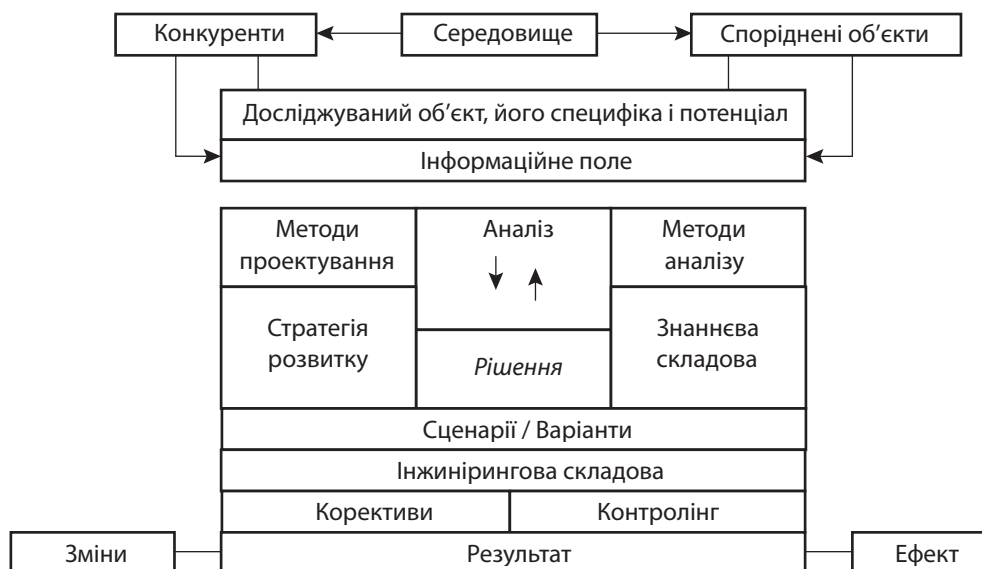 Конкуренти
Середовище
Споріднені об’єкти
Досліджуваний об’єкт, його специфіка і потенціал
Інформаційне поле
Методи
проектування
Аналіз
Методи
аналізу
Стратегія
розвитку
Рішення
Знаннєва
складова
Сценарії / Варіанти
Інжинірингова складова
Корективи
Контролінг
Зміни
Результат
Ефект